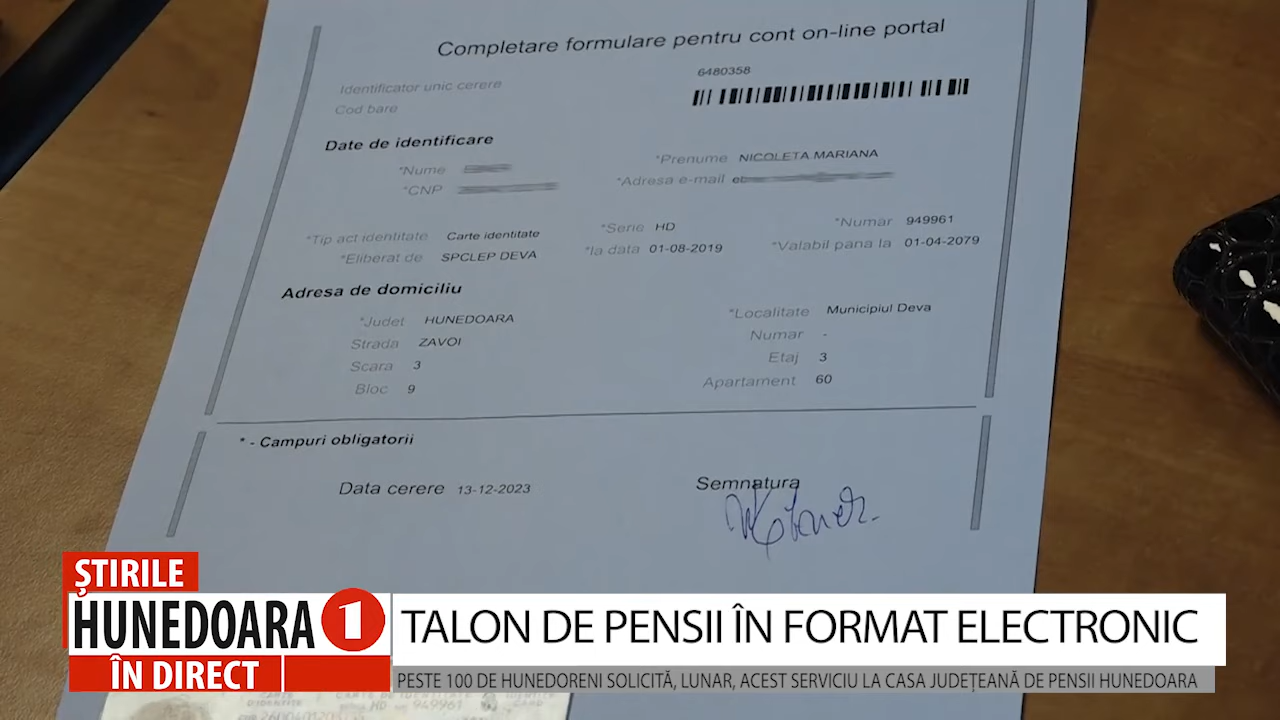 Completare formulare pentru cont on-line portal
Identificator unic cerere 6480358
Cod bare
Date de identificare
*Nume *Prenume NICOLETA MARIANA
*CNP *Adresa e-mail
*Tip act identitate Carte identitate *Serie HD *Numar 949961
*Eliberat de SPCLEP DEVA *la data 01-08-2019 *Valabil pana la 01-04-2079
Adresa de domiciliu
*Judet HUNEDOARA *Localitate Municipiul Deva
Strada ZAVOI Numar -
Scara 3 Etaj 3
Bloc 9 Apartament 60
* - Campuri obligatorii
Data cerere 13-12-2023 Semnatura
ȘTIRILE
HUNEDOARA 1
ÎN DIRECT
TALON DE PENSII ÎN FORMAT ELECTRONIC
PESTE 100 DE HUNEDORENI SOLICITĂ, LUNAR, ACEST SERVICIU LA CASA JUDEȚEANĂ DE PENSII HUNEDOARA
HD 949961